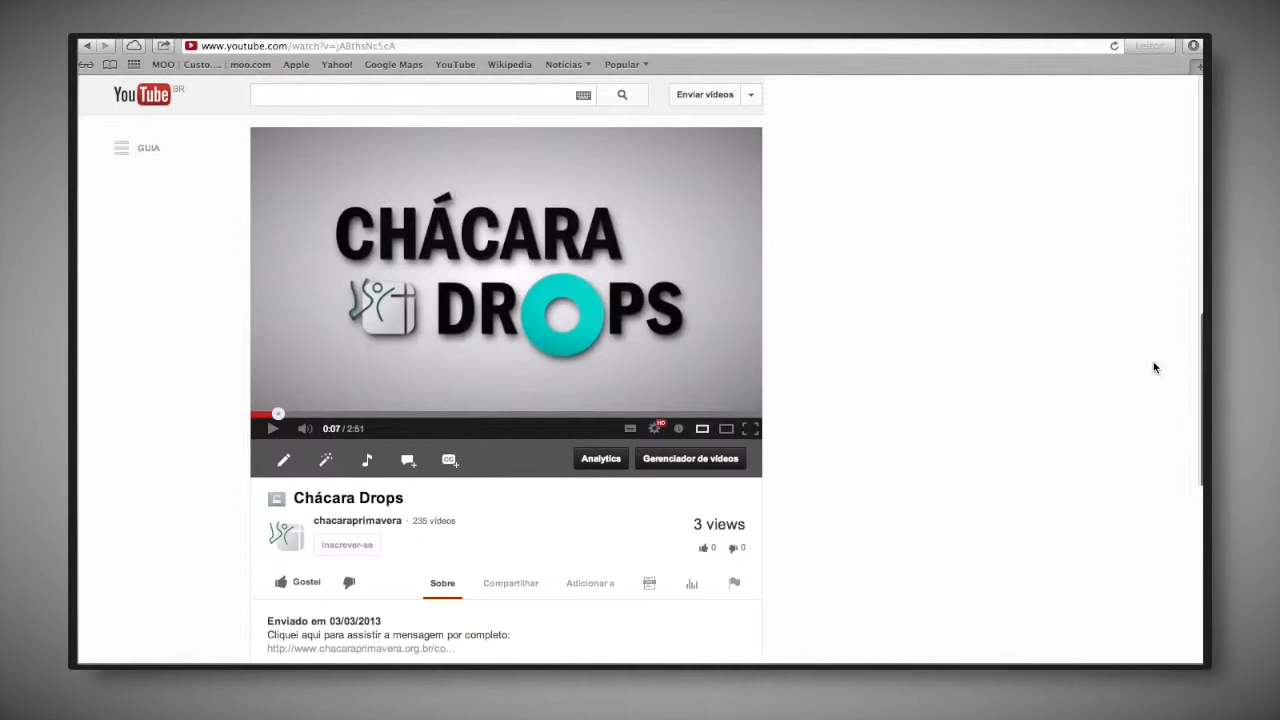 www.youtube.com/watch?v=jABthsNc5cA
Leitor
MOO | Custo.... | moo.com Apple Yahoo! Google Maps YouTube Wikipedia Notícias Popular
YouTube BR
Enviar vídeos
GUIA
CHÁCARA
DROPS
HD
0:07 / 2:51
CC
Analytics
Gerenciador de vídeos
Chácara Drops
chacaraprimavera · 235 vídeos
3 views
Inscrever-se
0 0
Gostei
Sobre
Compartilhar
Adicionar a
Enviado em 03/03/2013
Cliquei aqui para assistir a mensagem por completo:
http://www.chacaraprimavera.org.br/co...